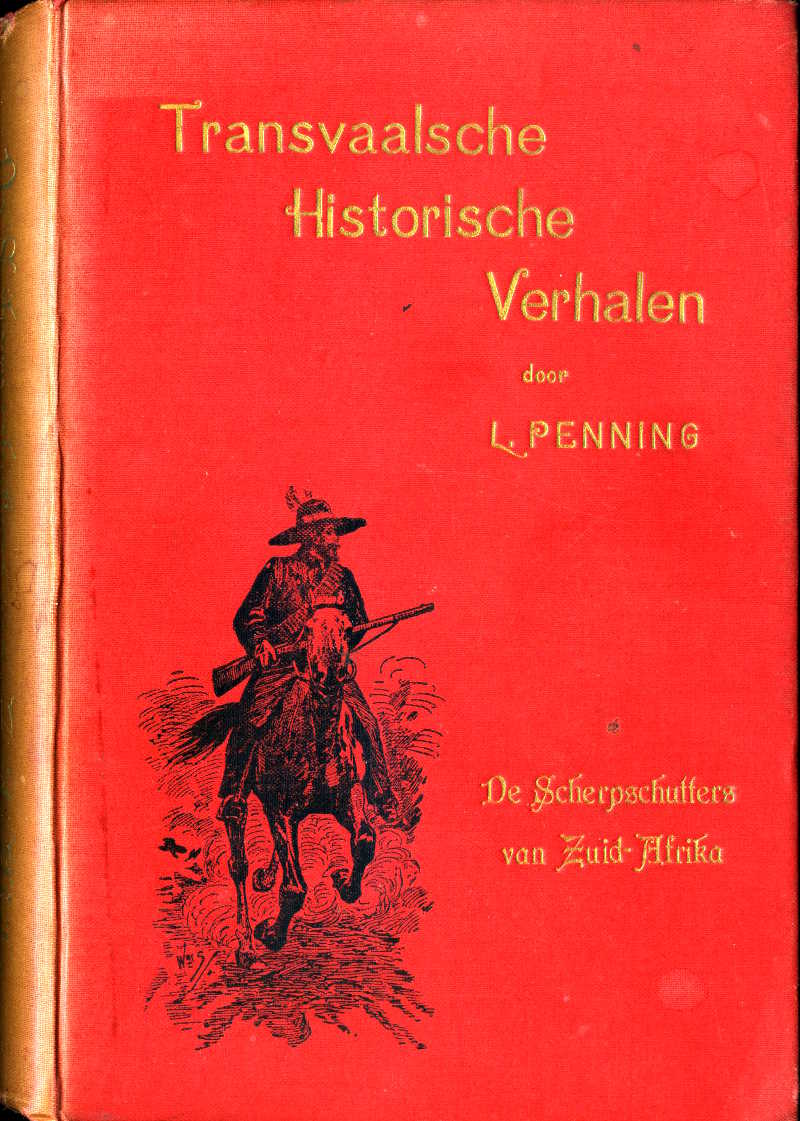 Transvaalsche
Historische
Verhalen
door
L. PENNING
De Scherpschutters
van Zuid-Afrika